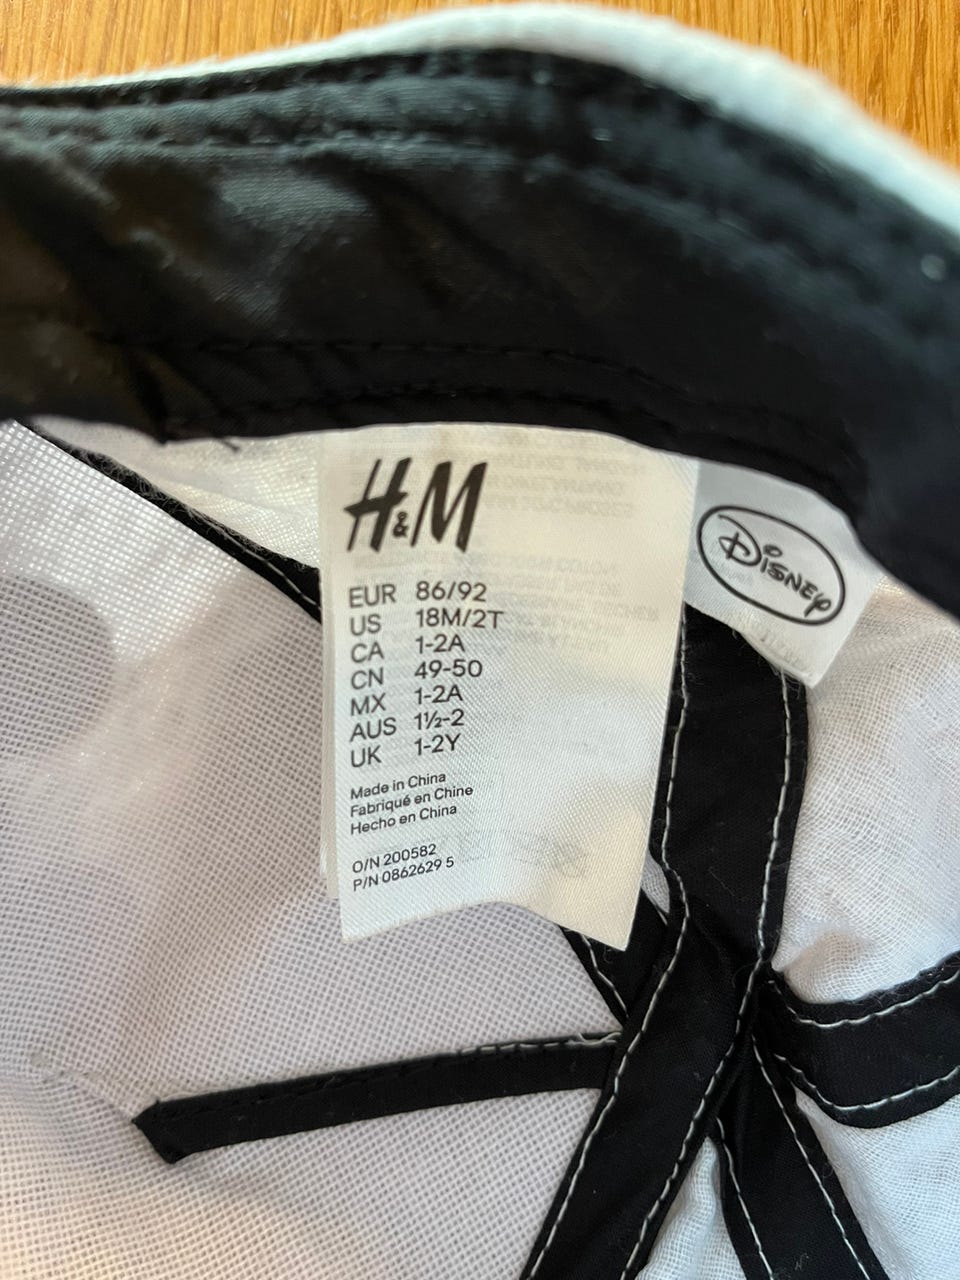 H&M
EUR 86/92
US 18M/2T
CA 1-2A
CN 49-50
MX 1-2A
AUS 1½-2
UK 1-2Y
Made in China
Fabriqué en Chine
Hecho en China
O/N 200582
P/N 0862629 5
DISNEY